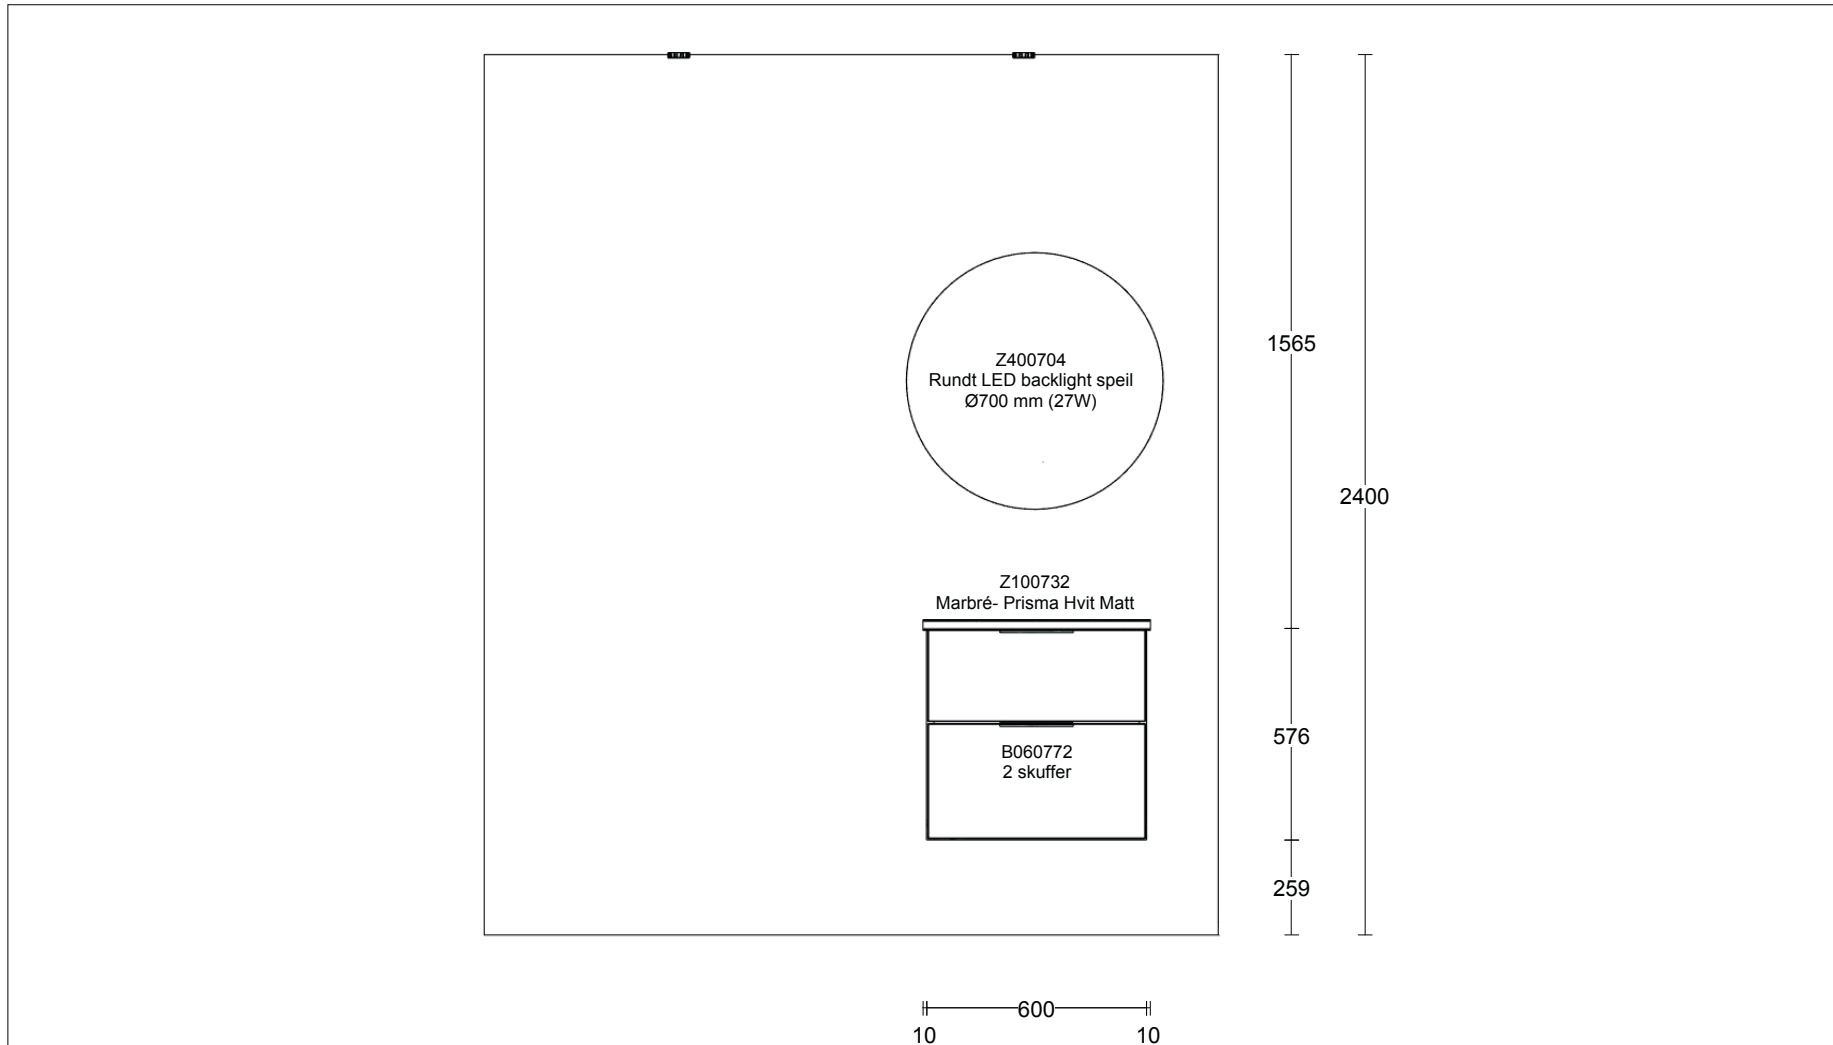 Z400704
Rundt LED backlight speil
Ø700 mm (27W)
1565
2400
Z100732
Marbré- Prisma Hvit Matt
576
B060772
2 skuffer
259
600
10
10